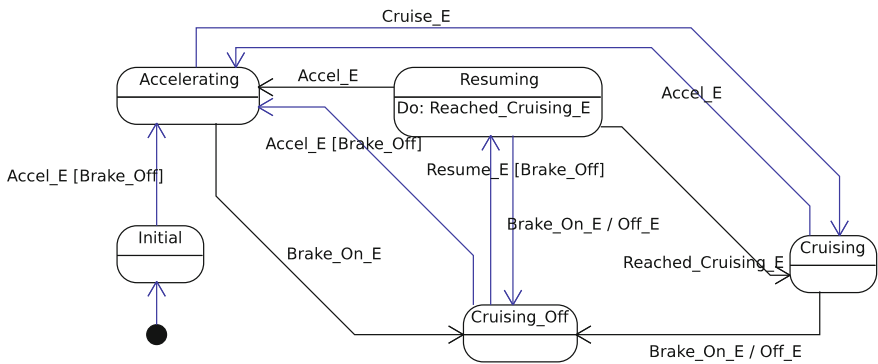 Cruise_E
Accelerating
Accel_E
Resuming
Do: Reached_Cruising_E
Accel_E
Accel_E [Brake_Off]
Accel_E [Brake_Off]
Resume_E [Brake_Off]
Initial
Brake_On_E / Off_E
Brake_On_E
Cruising
Reached_Cruising_E
Cruising_Off
Brake_On_E / Off_E